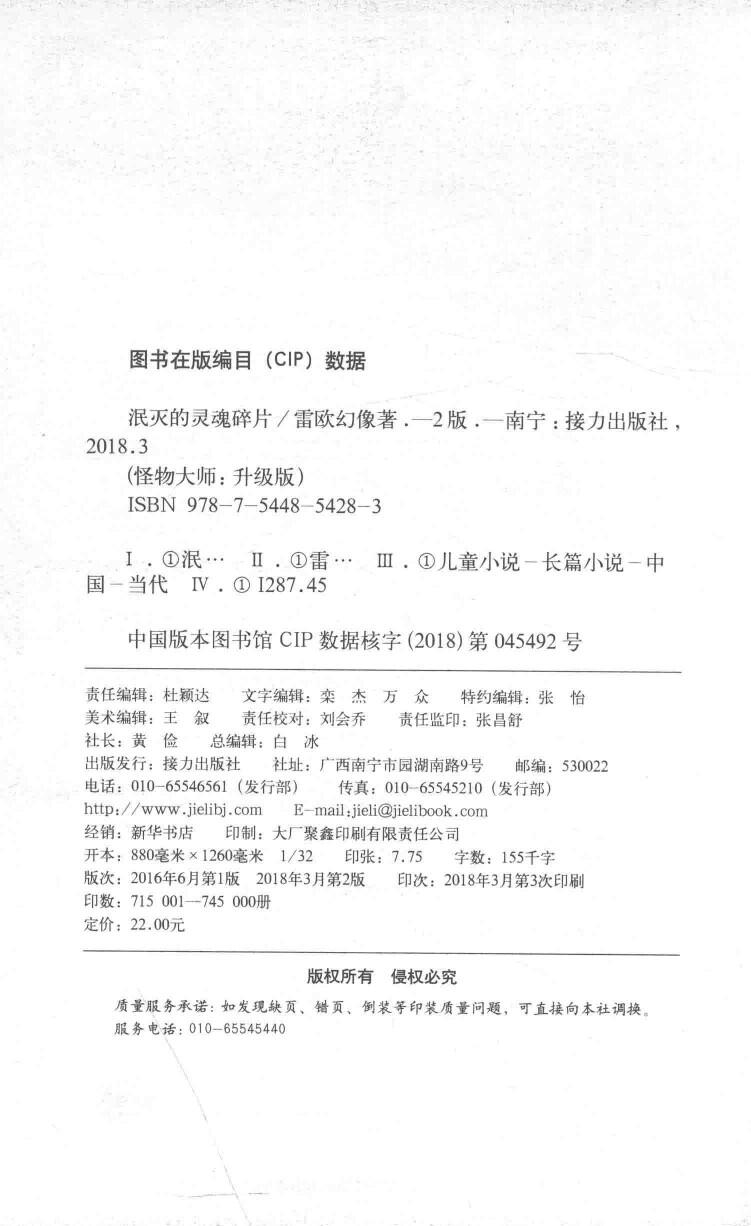 图书在版编目（CIP）数据
泯灭的灵魂碎片／雷欧幻像著．—2版．—南宁：接力出版社，
2018.3
(怪物大师：升级版)
ISBN 978-7-5448-5428-3
Ⅰ．①泯… Ⅱ．①雷… Ⅲ．①儿童小说－长篇小说－中
国－当代 Ⅳ．① I287.45
中国版本图书馆 CIP 数据核字 (2018) 第 045492 号
责任编辑：杜颖达 文字编辑：栾 杰 万 众 特约编辑：张 怡
美术编辑：王 叙 责任校对：刘会乔 责任监印：张昌舒
社长：黄 俭 总编辑：白 冰
出版发行：接力出版社 社址：广西南宁市园湖南路9号 邮编：530022
电话：010-65546561（发行部） 传真：010-65545210（发行部）
http://www.jielibj.com E-mail:jieli@jielibook.com
经销：新华书店 印制：大厂聚鑫印刷有限责任公司
开本：880毫米×1260毫米 1/32 印张：7.75 字数：155千字
版次：2016年6月第1版 2018年3月第2版 印次：2018年3月第3次印刷
印数：715 001—745 000册
定价：22.00元
版权所有 侵权必究
质量服务承诺：如发现缺页、错页、倒装等印装质量问题，可直接向本社调换。
服务电话：010-65545440